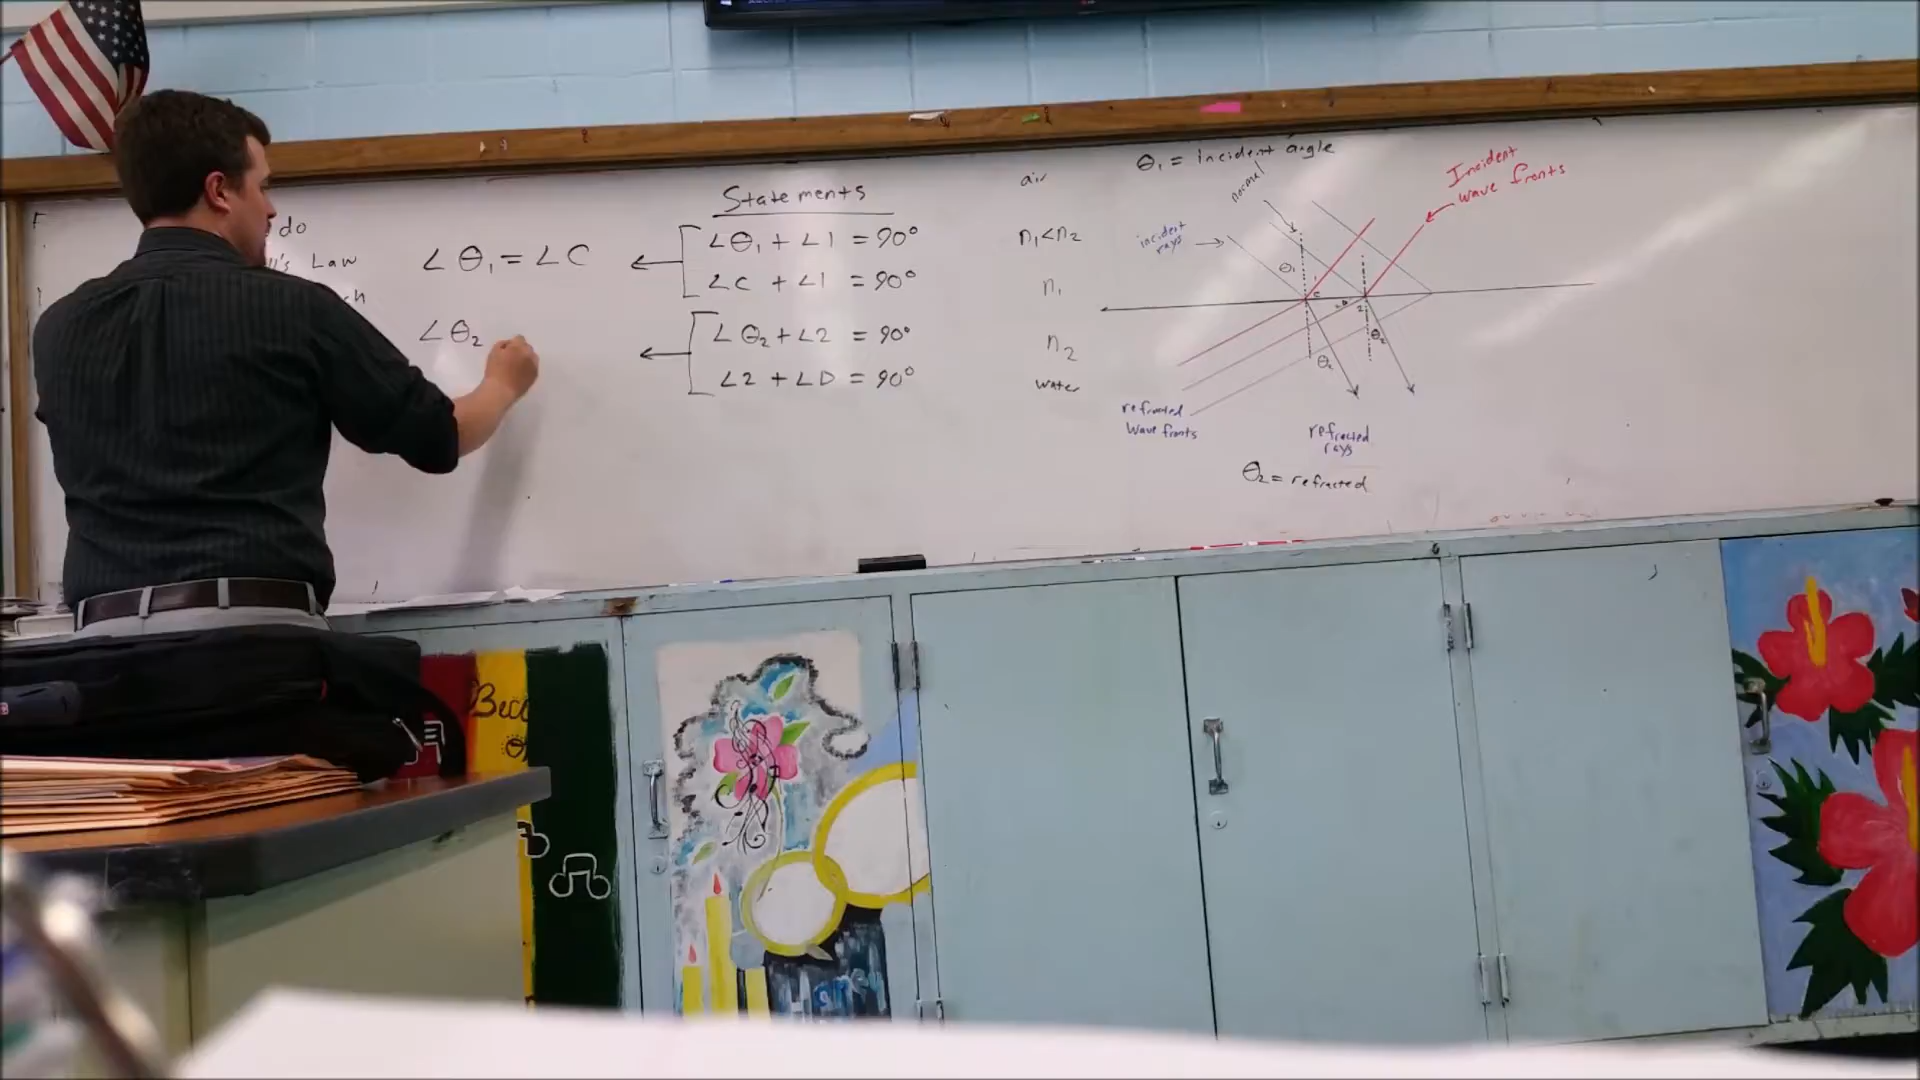 do
Law
∠θ₁ = ∠C
∠θ₂
Statements
∠θ₁ + ∠1 = 90°
∠C + ∠1 = 90°
∠θ₂ + ∠2 = 90°
∠2 + ∠D = 90°
air
n₁<n₂
n₁
n₂
water
θ₁ = incident angle
normal
incident
rays
Incident
wave fronts
θ₁
C
2
θ₂
θ₂
refracted
wave fronts
refracted
rays
θ₂ = refracted